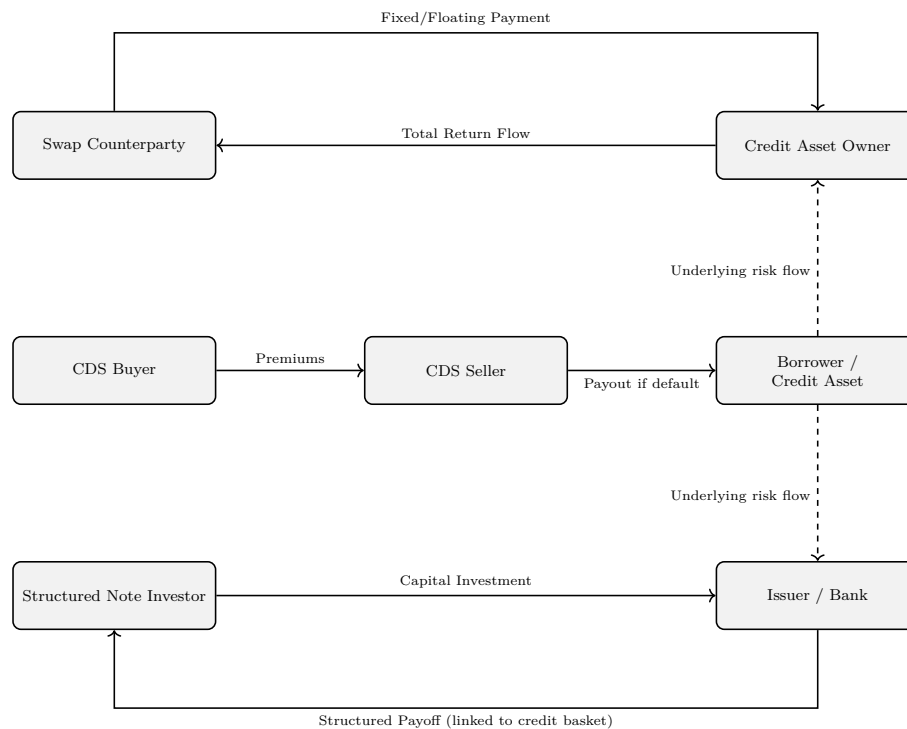 Fixed/Floating Payment
Swap Counterparty
Total Return Flow
Credit Asset Owner
Underlying risk flow
CDS Buyer
Premiums
CDS Seller
Payout if default
Borrower /
Credit Asset
Underlying risk flow
Structured Note Investor
Capital Investment
Issuer / Bank
Structured Payoff (linked to credit basket)